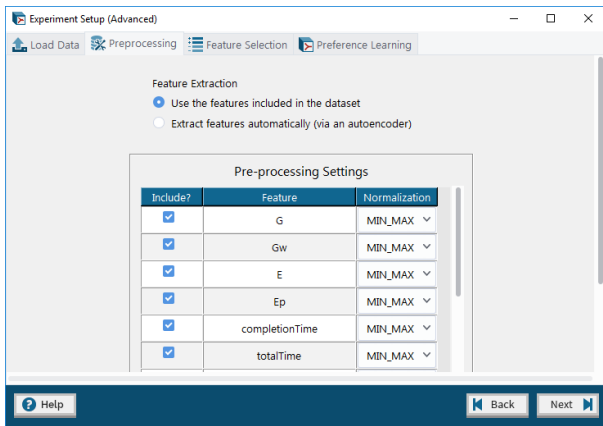 Experiment Setup (Advanced)
Load Data Preprocessing Feature Selection Preference Learning
Feature Extraction
Use the features included in the dataset
Extract features automatically (via an autoencoder)
Pre-processing Settings
Include? Feature Normalization
G MIN_MAX
Gw MIN_MAX
E MIN_MAX
Ep MIN_MAX
completionTime MIN_MAX
totalTime MIN_MAX
? Help Back Next